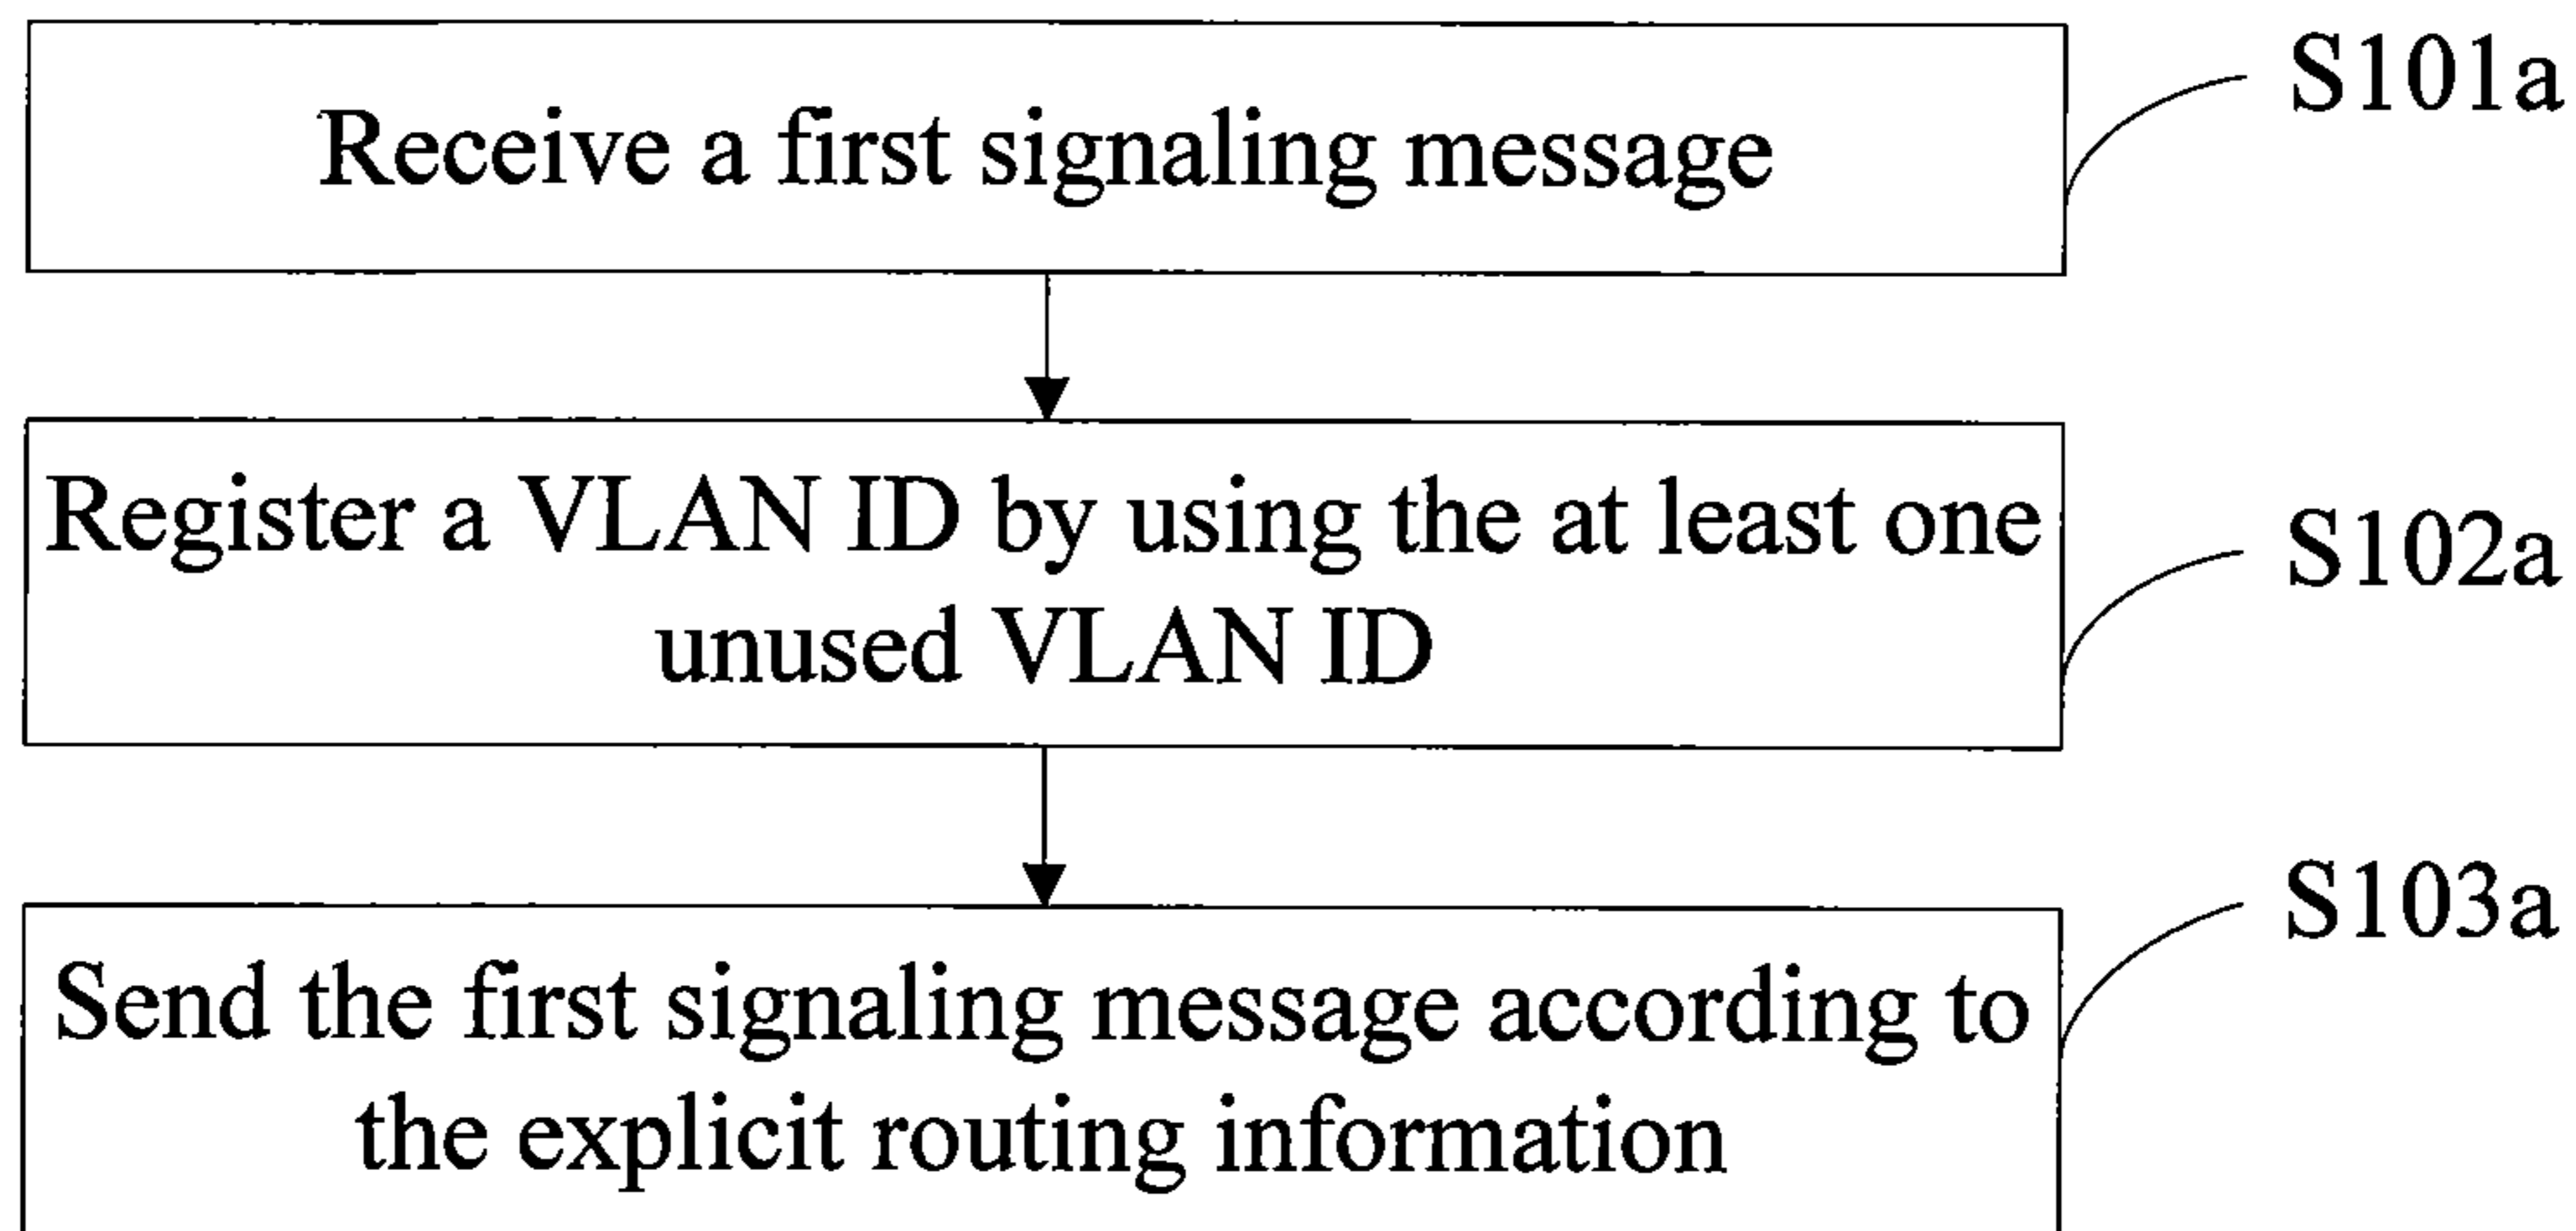 Receive a first signaling message
S101a
Register a VLAN ID by using the at least one
unused VLAN ID
S102a
Send the first signaling message according to
the explicit routing information
S103a